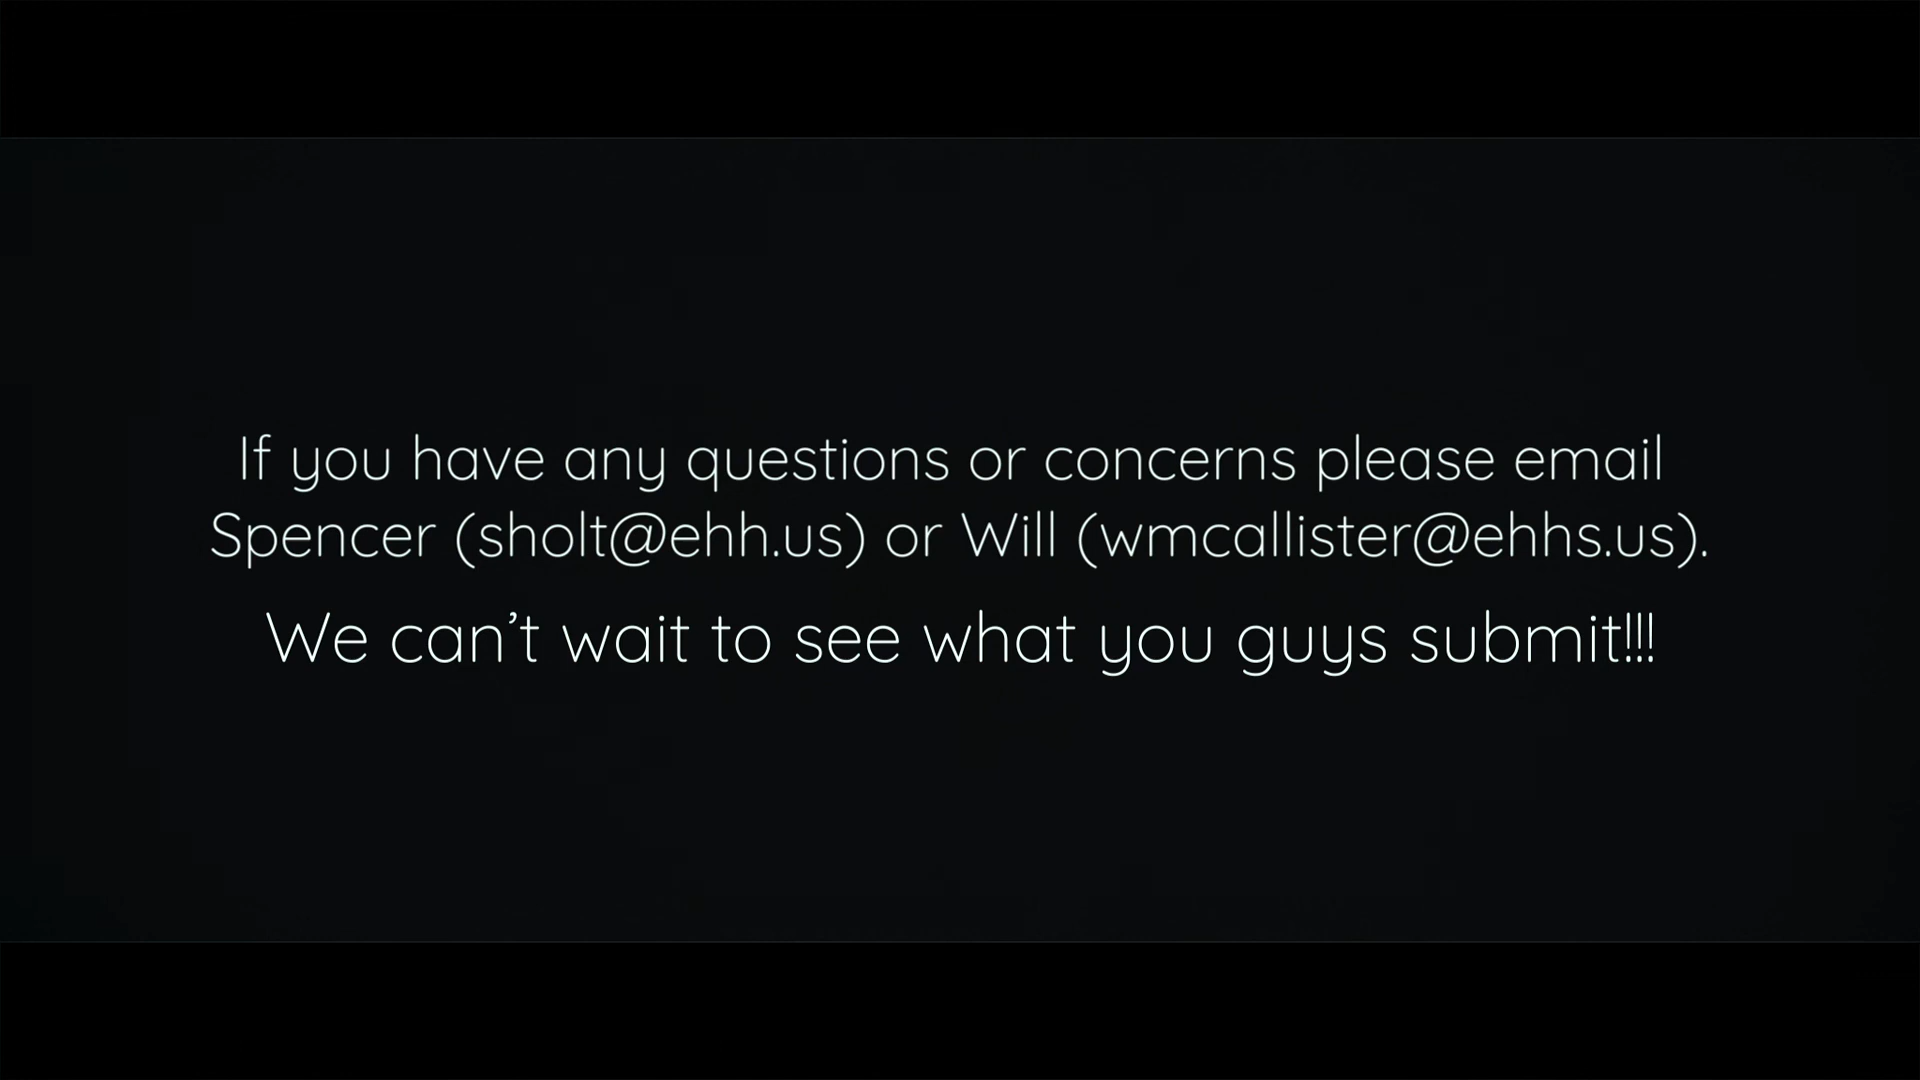 If you have any questions or concerns please email
Spencer (sholt@ehh.us) or Will (wmcallister@ehhs.us).
We can’t wait to see what you guys submit!!!